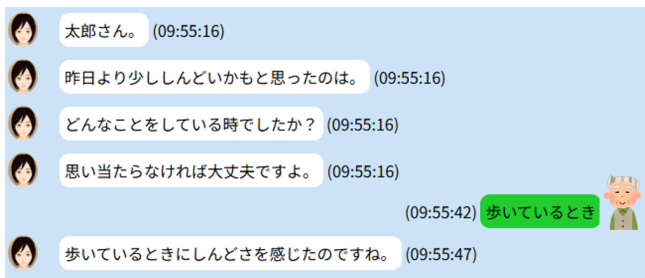 太郎さん。 (09:55:16)
昨日より少ししんどいかもと思ったのは。 (09:55:16)
どんなことをしている時でしたか？ (09:55:16)
思い当たらなければ大丈夫ですよ。 (09:55:16)
(09:55:42) 歩いているとき
歩いているときにしんどさを感じたのですね。 (09:55:47)